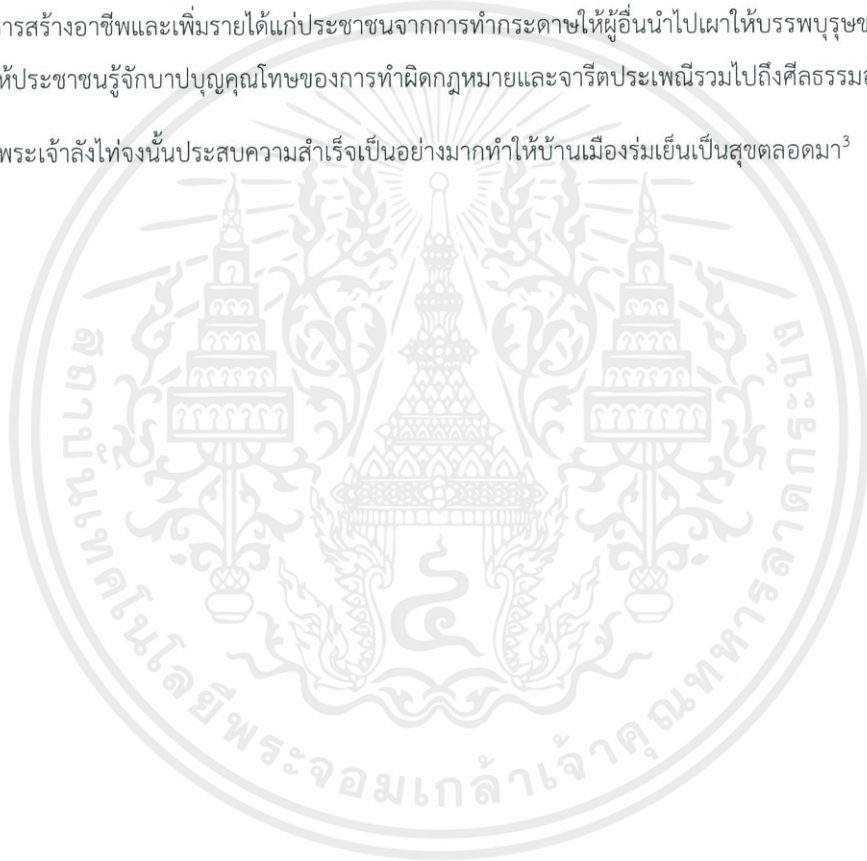 การสร้างอาชีพและเพิ่มรายได้แก่ประชาชนจากการทำกระดาษให้ผู้อื่นนำไปเผาให้บรรพบุรุษ
ให้ประชาชนรู้จักบาปบุญคุณโทษของการทำผิดกฎหมายและจารีตประเพณีรวมไปถึงศีลธรรม
พระเจ้าลังไท่จงนั้นประสบความสำเร็จเป็นอย่างมากทำให้บ้านเมืองร่มเย็นเป็นสุขตลอดมา3
สถาบันเทคโนโลยีพระจอมเกล้าเจ้าคุณทหารลาดกระบัง